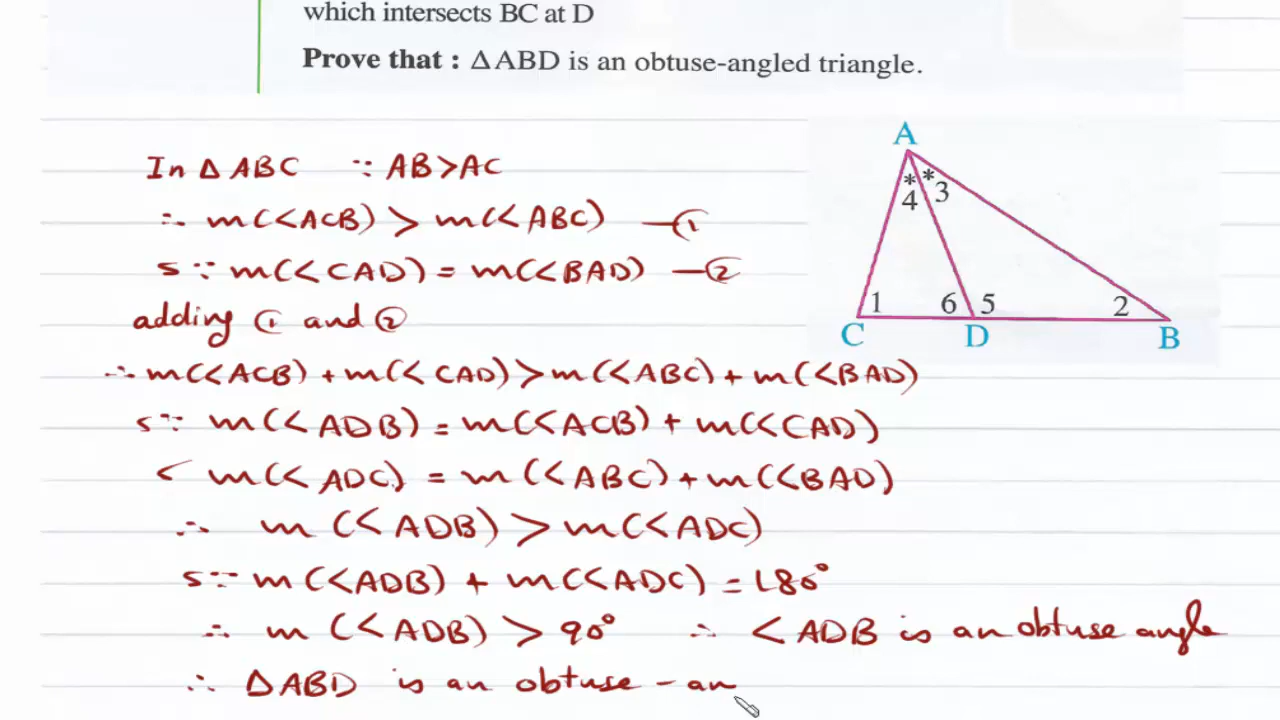 which intersects BC at D
Prove that : ΔABD is an obtuse-angled triangle.
In Δ ABC ∵ AB > AC
∴ m(<ACB) > m(<ABC) —①
s ∵ m(<CAD) = m(<BAD) —②
adding ① and ②
∴ m(<ACB) + m(<CAD) > m(<ABC) + m(<BAD)
s ∵ m(<ADB) = m(<ACB) + m(<CAD)
< m(<ADC) = m(<ABC) + m(<BAD)
∴ m(<ADB) > m(<ADC)
s ∵ m(<ADB) + m(<ADC) = 180°
∴ m(<ADB) > 90° ∴ <ADB is an obtuse angle
∴ ΔABD is an obtuse - an
A
* *
4 3
1 6 5 2
C D B